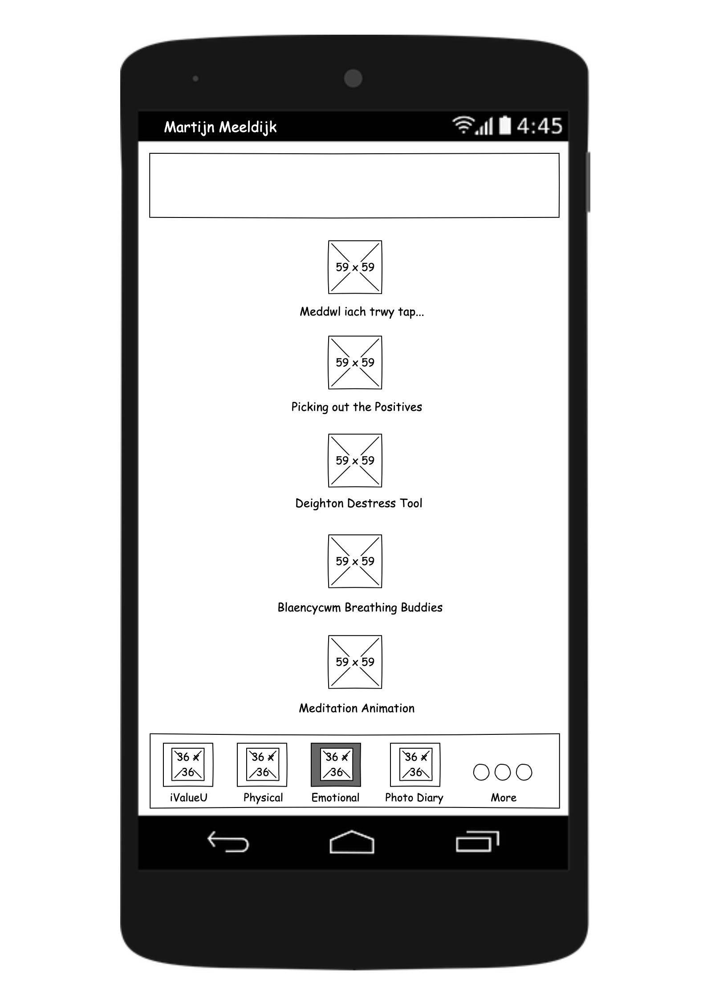 Martijn Meeldijk
4:45
59 x 59
Meddwl iach trwy tap...
59 x 59
Picking out the Positives
59 x 59
Deighton Destress Tool
59 x 59
Blaencycwm Breathing Buddies
59 x 59
Meditation Animation
36 x
36
iValueU
36 x
36
Physical
36 x
36
Emotional
36 x
36
Photo Diary
More